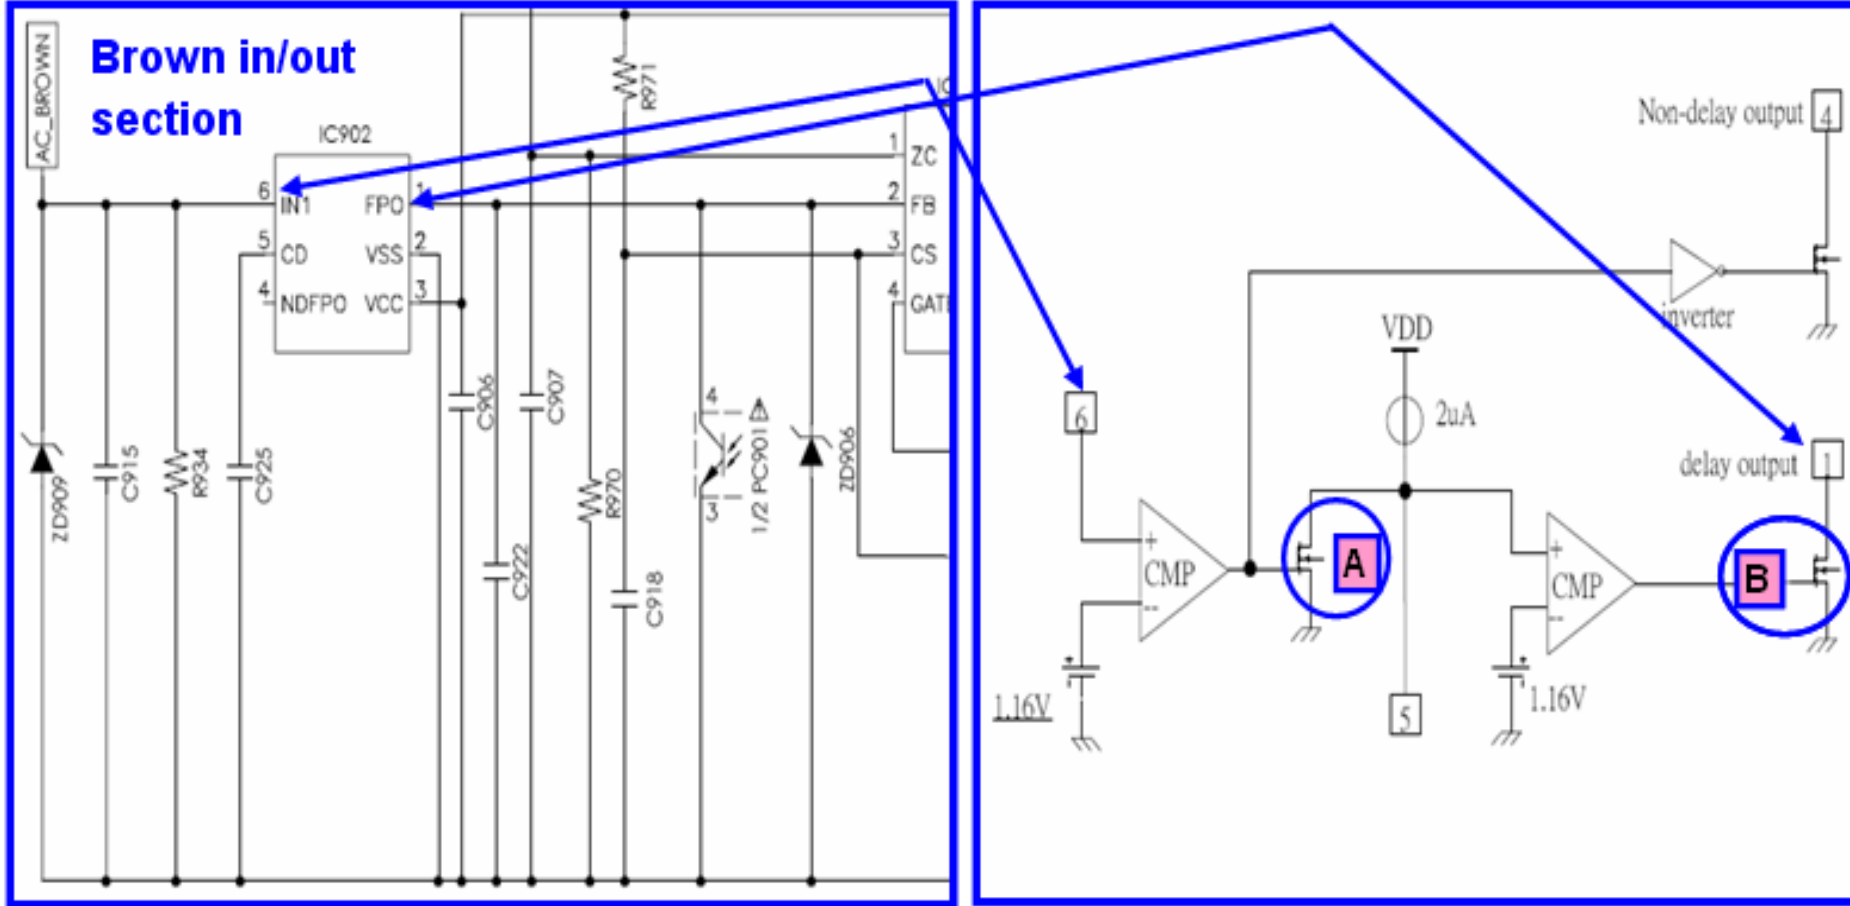 Brown in/out
section
AC_BROWN
IC902
6
IN1
FPO
1
5
CD
VSS
2
4
NDFPO
VCC
3
R971
1
ZC
2
FB
3
CS
4
ZD909
C915
R934
C925
C906
C907
C922
R970
C918
4
3
1/2 PC901
ZD906
Non-delay output
4
inverter
VDD
2uA
6
delay output
1
+
CMP
--
A
+
CMP
--
B
1.16V
5
1.16V